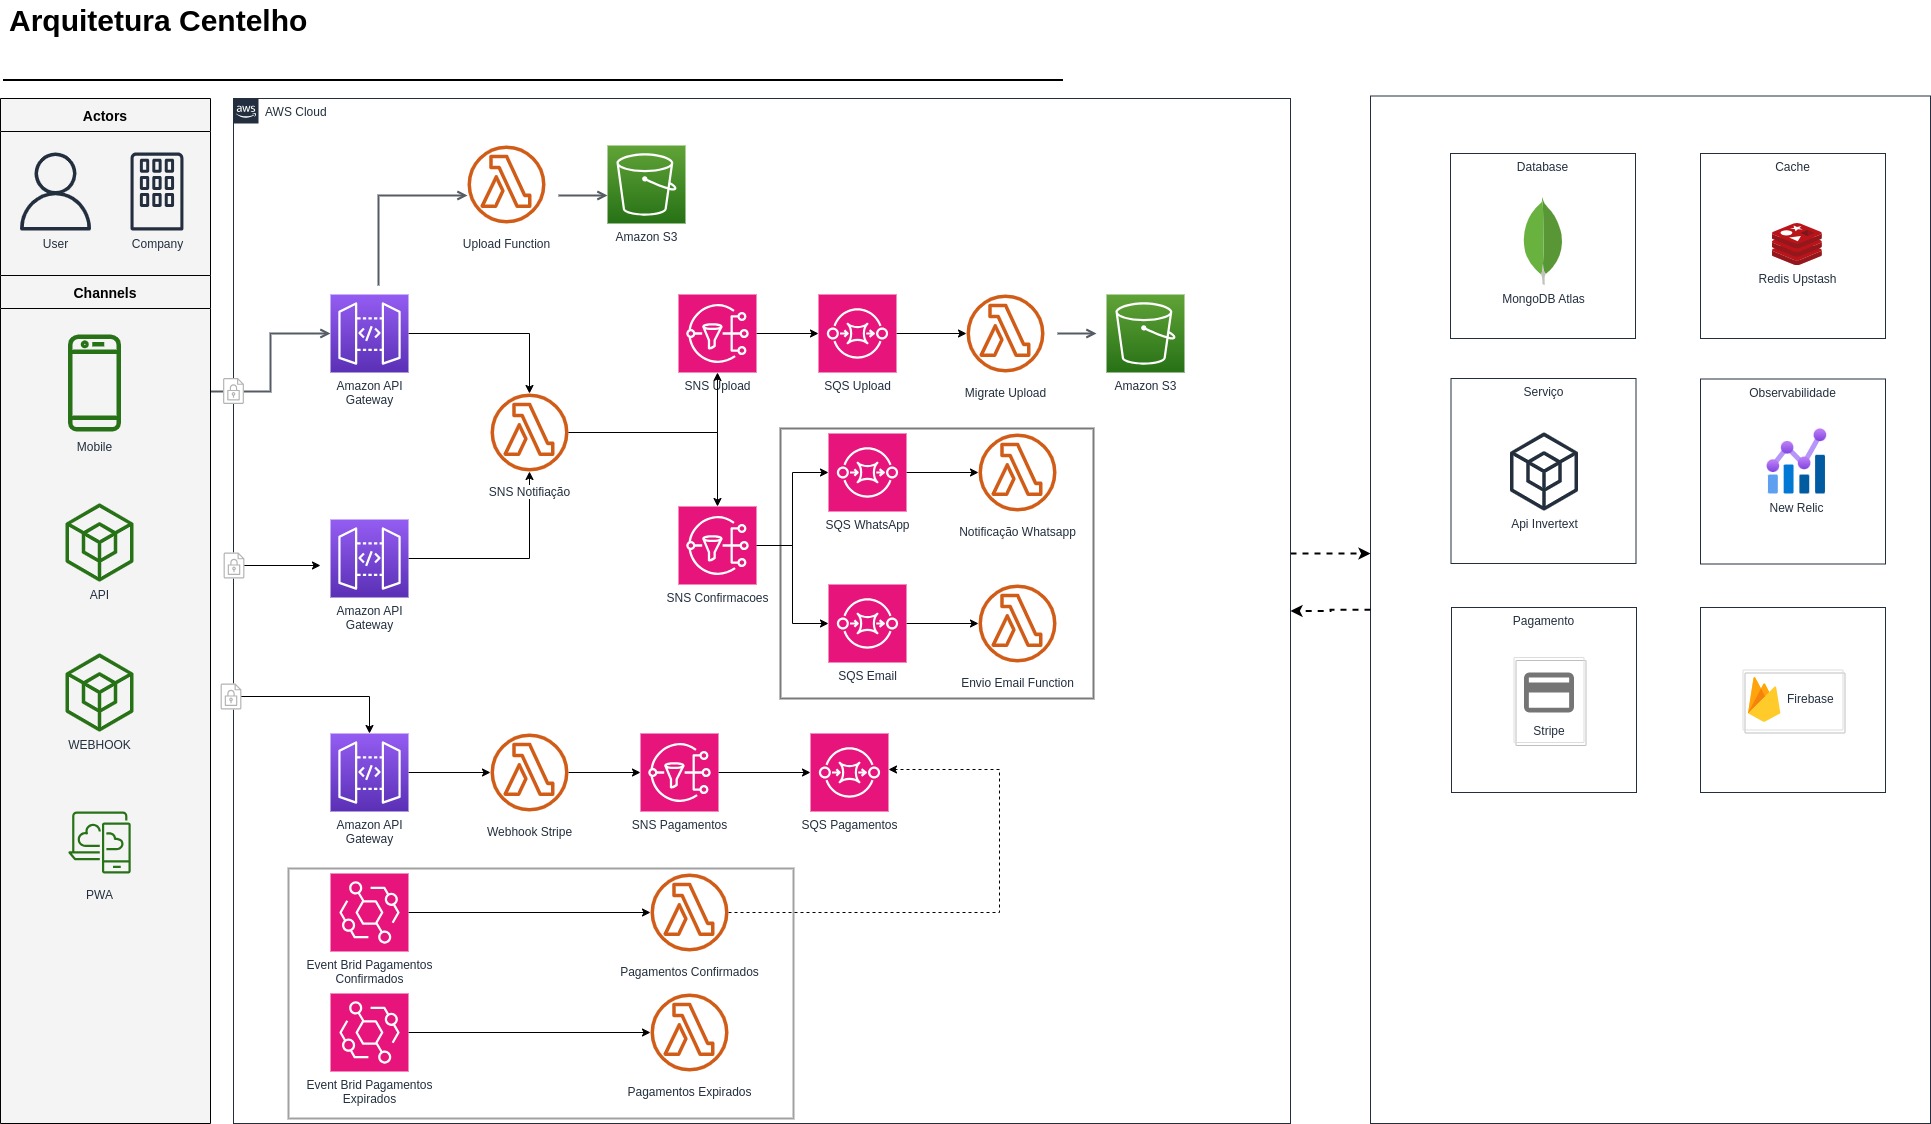 Arquitetura Centelho
Actors
User
Company
Channels
Mobile
API
WEBHOOK
PWA
aws
AWS Cloud
Upload Function
Amazon S3
Amazon API
Gateway
SNS Upload
SQS Upload
Migrate Upload
Amazon S3
SNS Notifiação
SQS WhatsApp
Notificação Whatsapp
Amazon API
Gateway
SNS Confirmacoes
SQS Email
Envio Email Function
Amazon API
Gateway
Webhook Stripe
SNS Pagamentos
SQS Pagamentos
Event Brid Pagamentos
Confirmados
Pagamentos Confirmados
Event Brid Pagamentos
Expirados
Pagamentos Expirados
Database
MongoDB Atlas
Cache
Redis Upstash
Serviço
Api Invertext
Observabilidade
New Relic
Pagamento
Stripe
Firebase